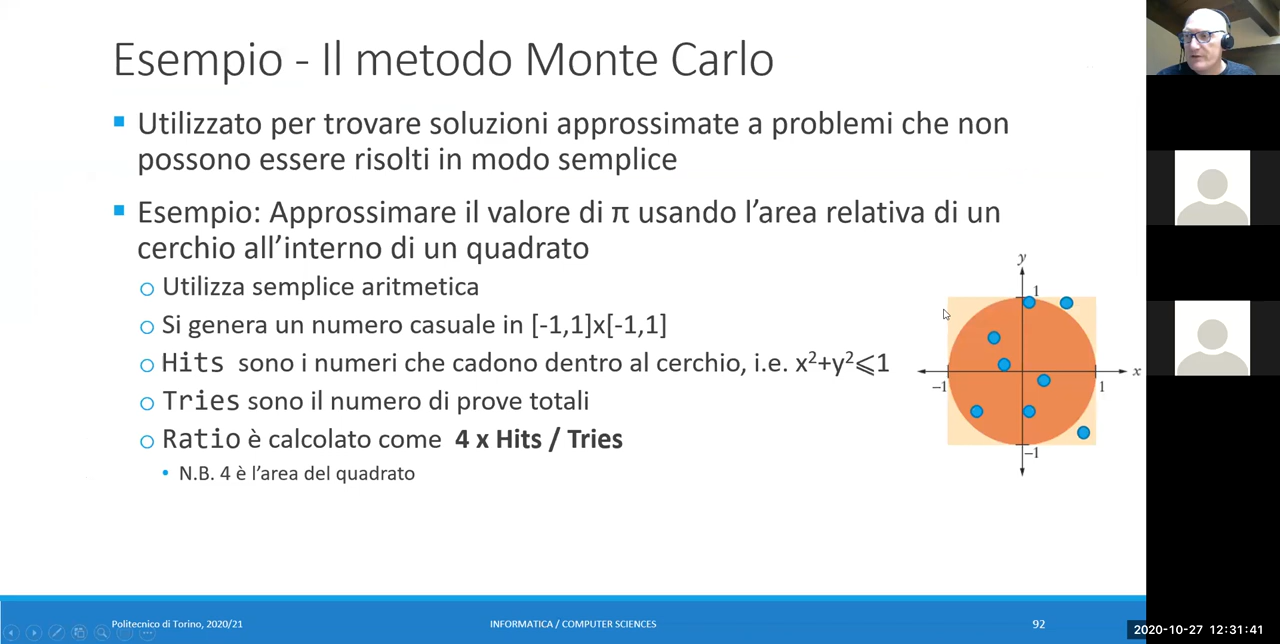 Esempio - Il metodo Monte Carlo
Utilizzato per trovare soluzioni approssimate a problemi che non
possono essere risolti in modo semplice
Esempio: Approssimare il valore di π usando l’area relativa di un
cerchio all’interno di un quadrato
Utilizza semplice aritmetica
Si genera un numero casuale in [-1,1]x[-1,1]
Hits sono i numeri che cadono dentro al cerchio, i.e. x²+y²⩽1
Tries sono il numero di prove totali
Ratio è calcolato come 4 x Hits / Tries
N.B. 4 è l’area del quadrato
y
1
x
−1
1
−1
Politecnico di Torino, 2020/21
INFORMATICA / COMPUTER SCIENCES
92
2020-10-27 12:31:41